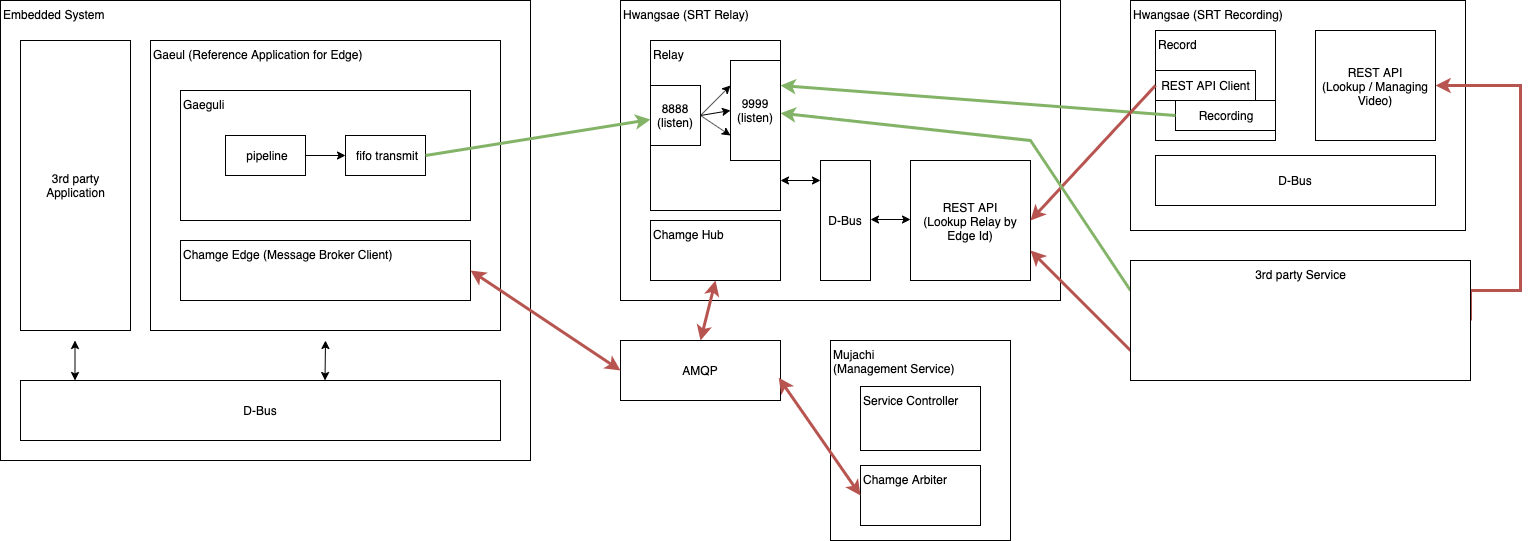 Embedded System
3rd party
Application
Gaeul (Reference Application for Edge)
Gaeguli
pipeline
fifo transmit
Chamge Edge (Message Broker Client)
D-Bus
Hwangsae (SRT Relay)
Relay
8888
(listen)
9999
(listen)
Chamge Hub
D-Bus
REST API
(Lookup Relay by
Edge Id)
AMQP
Mujachi
(Management Service)
Service Controller
Chamge Arbiter
Hwangsae (SRT Recording)
Record
REST API Client
Recording
REST API
(Lookup / Managing
Video)
D-Bus
3rd party Service